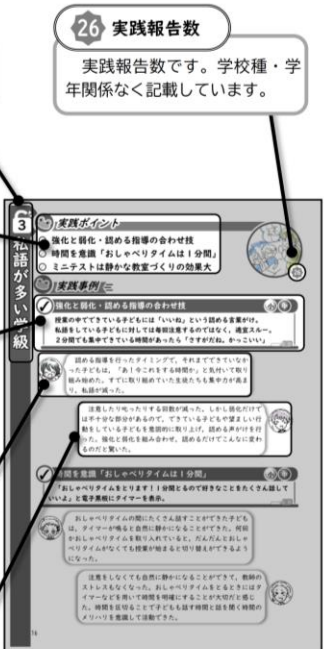 26 実践報告数
実践報告数です。学校種・学
年関係なく記載しています。
3
私語が多い学級
実践ポイント
強化と弱化・認める指導の合わせ技
時間を意識「おしゃべりタイムは1分間」
ミニテストは静かな教室づくりの効果大
実践事例
強化と弱化・認める指導の合わせ技
授業の中でできている子どもには「いいね」という認める言葉がけ。
私語をしている子どもに対しては毎回注意するのではなく、適宜スルー。
2分間でも集中できている時間があったら「さすがだね。かっこいい」
認める指導を行ったタイミングで、それまでできていなか
った子どもは、「あ!今これをする時間か」と気付いて取り
組み始めた。すでに取り組めていた生徒たちも集中力が高ま
り、私語が減った。
注意したり叱ったりする回数が減った。しかし弱化だけで
は不十分な部分があるので、できている子どもや望ましい行
動をしている子どもを意図的に取り上げ、認める声がけを行
った。強化と弱化を組み合わせ、認めるだけでこんなに変わ
るのだと驚いた。
時間を意識「おしゃべりタイムは1分間」
「おしゃべりタイムをとります!1分間とるので好きなことをたくさん話して
いいよ」と電子黒板にタイマーを表示。
おしゃべりタイムの間にたくさん話すことができた子ども
は、タイマーが鳴ると自然に静かになることができた。何回
かおしゃべりタイムを取り入れていると、だんだんとおしゃ
べりタイムがなくても授業が始まると切り替えができるよう
になった。
注意をしなくても自然に静かになることができて、教師の
ストレスもなくなった。おしゃべりタイムをとるときにはタ
イマーなどを用いて時間を明確にすることが大切だと感じ
た。時間を区切ることで子どもも話す時間と話を聞く時間の
メリハリを意識して活動できた。
16